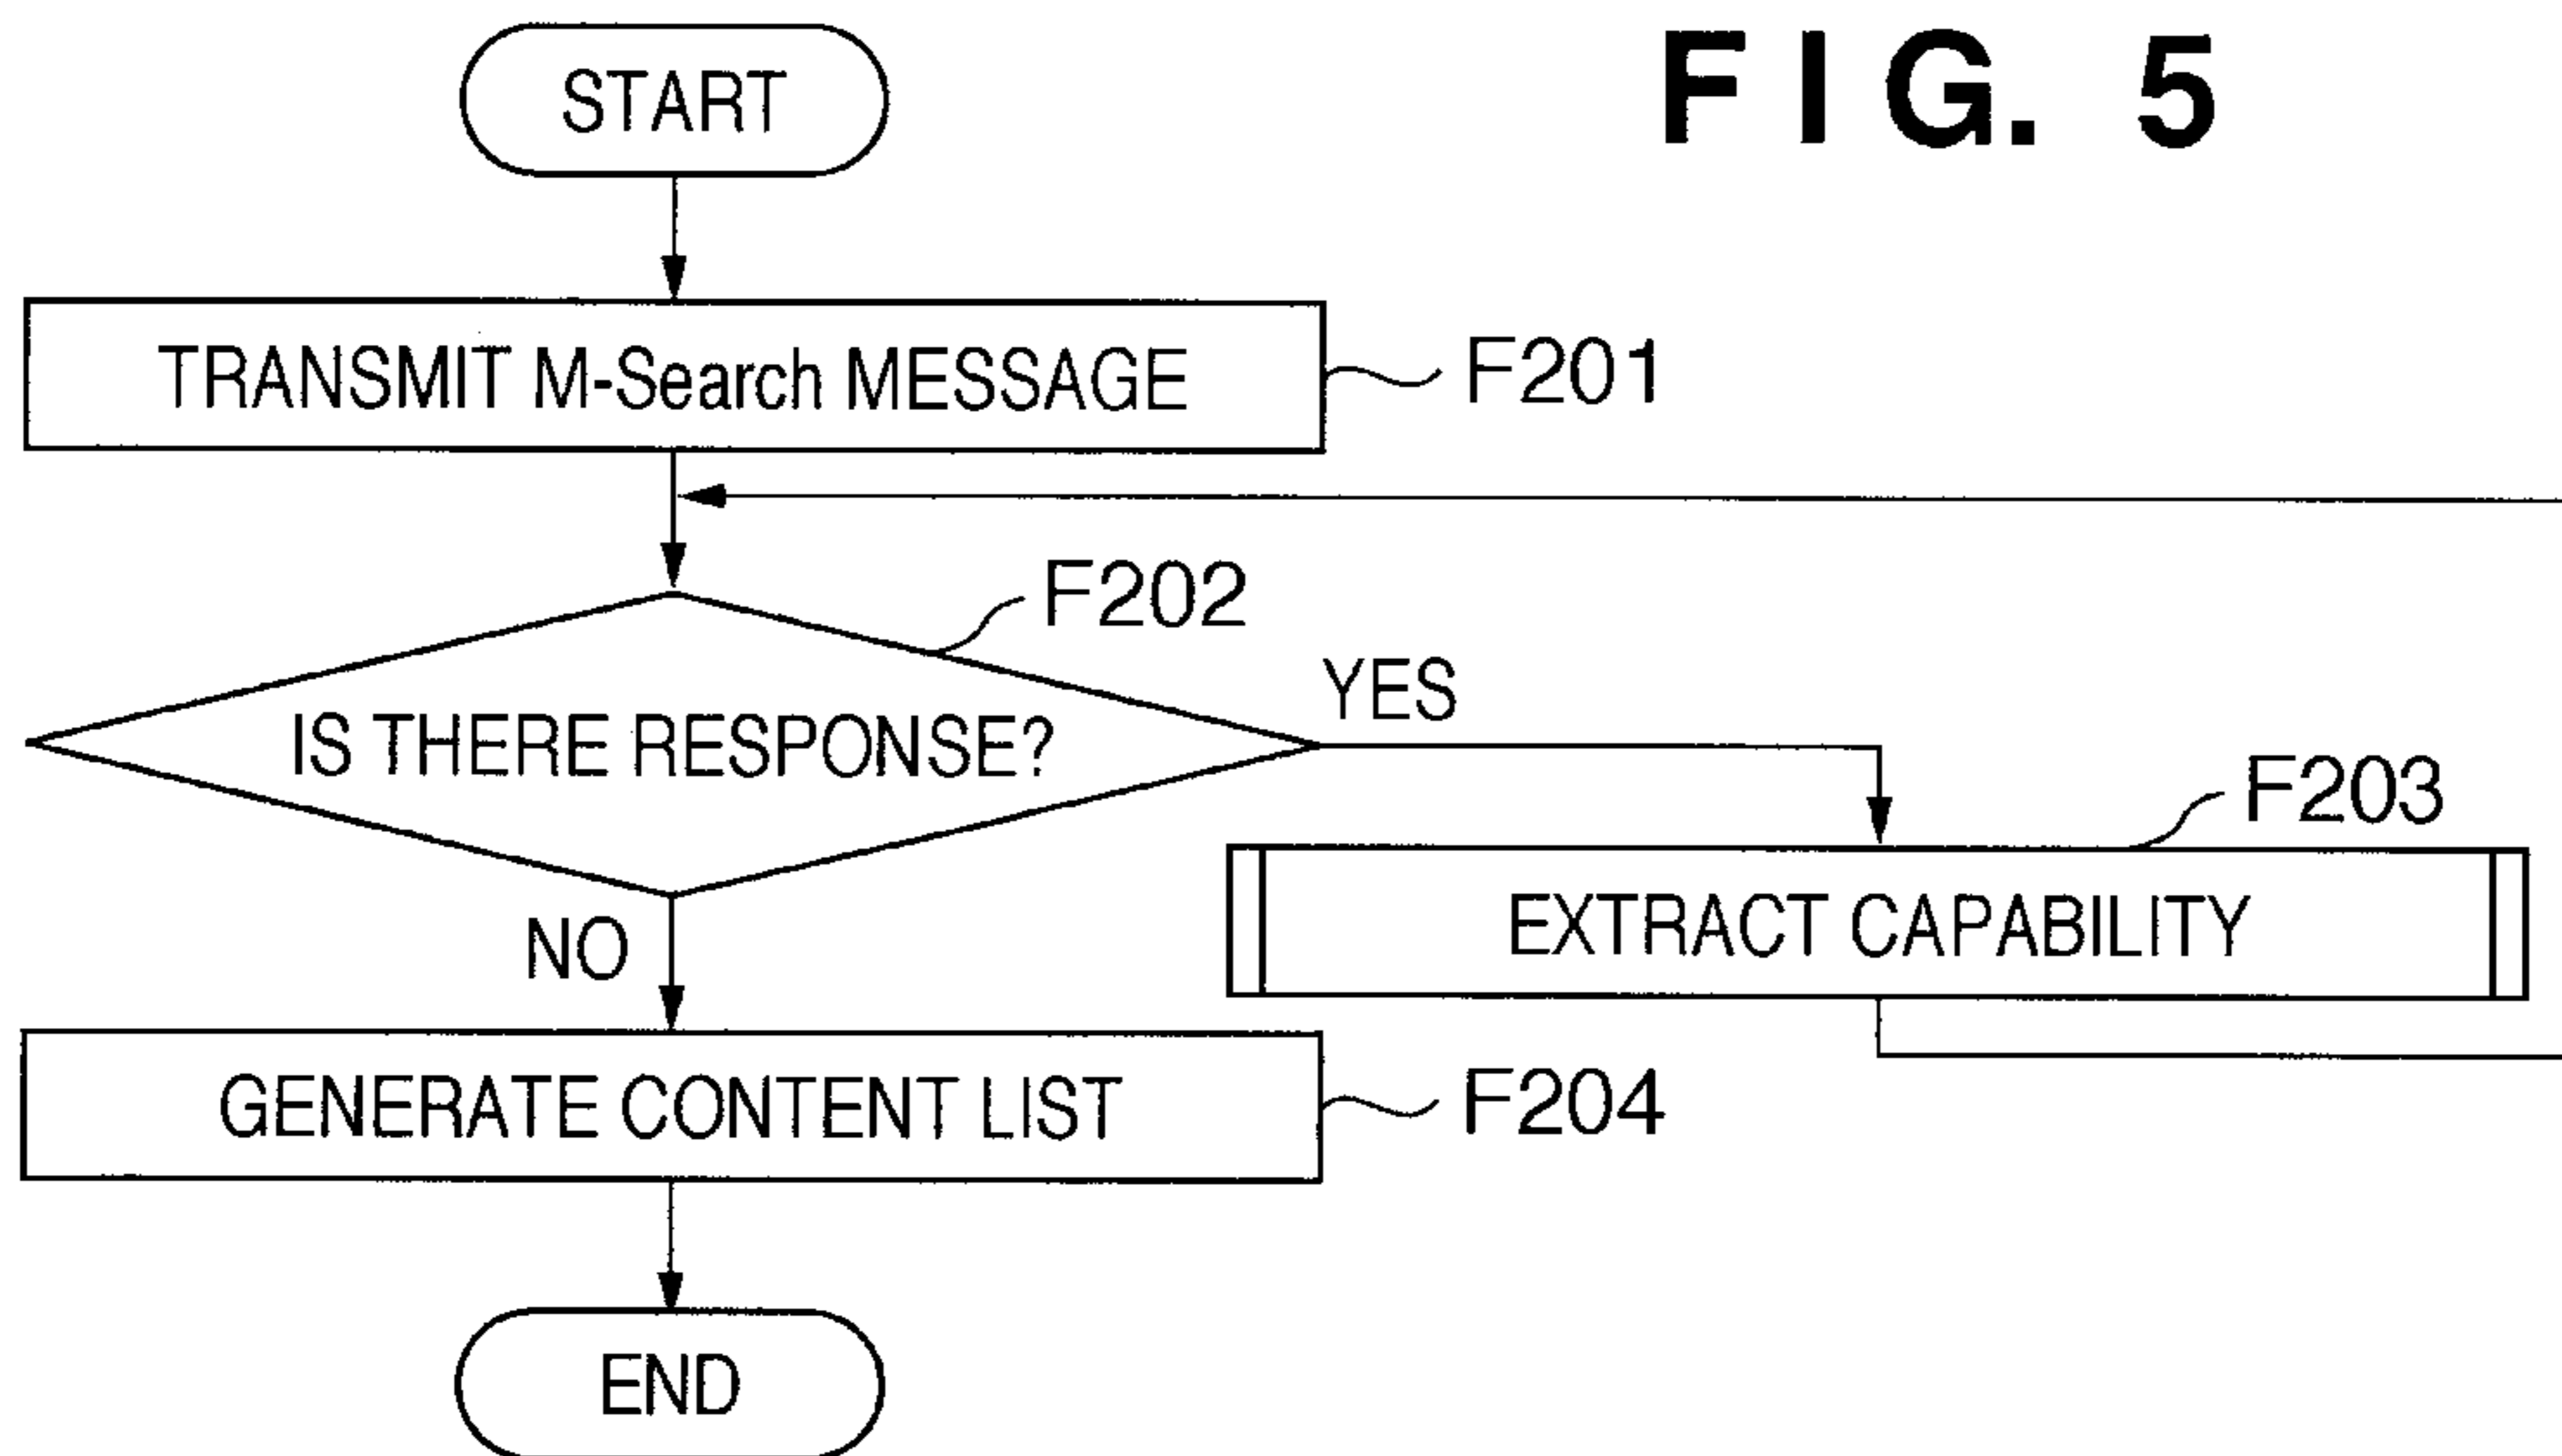 FIG. 5
START
TRANSMIT M-Search MESSAGE
F201
F202
IS THERE RESPONSE?
YES
F203
EXTRACT CAPABILITY
NO
GENERATE CONTENT LIST
F204
END